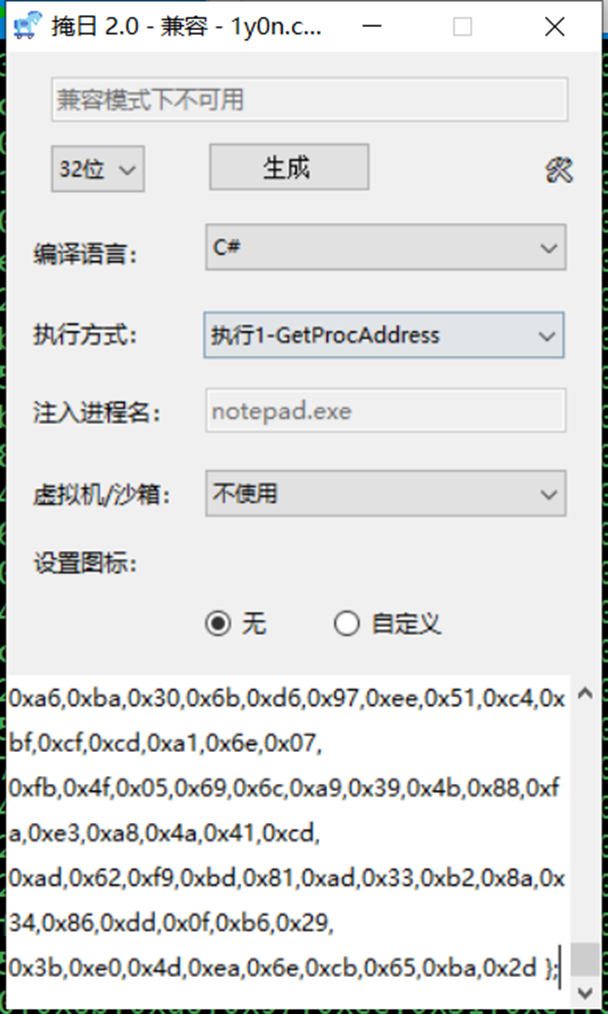 掩日 2.0 - 兼容 - 1y0n.c...
兼容模式下不可用
32位
生成
编译语言：
C#
执行方式：
执行1-GetProcAddress
注入进程名：
notepad.exe
虚拟机/沙箱：
不使用
设置图标：
无
自定义
0xa6,0xba,0x30,0x6b,0xd6,0x97,0xee,0x51,0xc4,0x
bf,0xcf,0xcd,0xa1,0x6e,0x07,
0xfb,0x4f,0x05,0x69,0x6c,0xa9,0x39,0x4b,0x88,0xf
a,0xe3,0xa8,0x4a,0x41,0xcd,
0xad,0x62,0xf9,0xbd,0x81,0xad,0x33,0xb2,0x8a,0x
34,0x86,0xdd,0x0f,0xb6,0x29,
0x3b,0xe0,0x4d,0xea,0x6e,0xcb,0x65,0xba,0x2d };